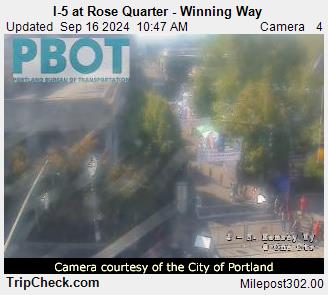 I-5 at Rose Quarter - Winning Way
Updated Sep 16 2024 10:47 AM Camera 4
PBOT
PORTLAND BUREAU OF TRANSPORTATION
Camera courtesy of the City of Portland
TripCheck.com Milepost302.00